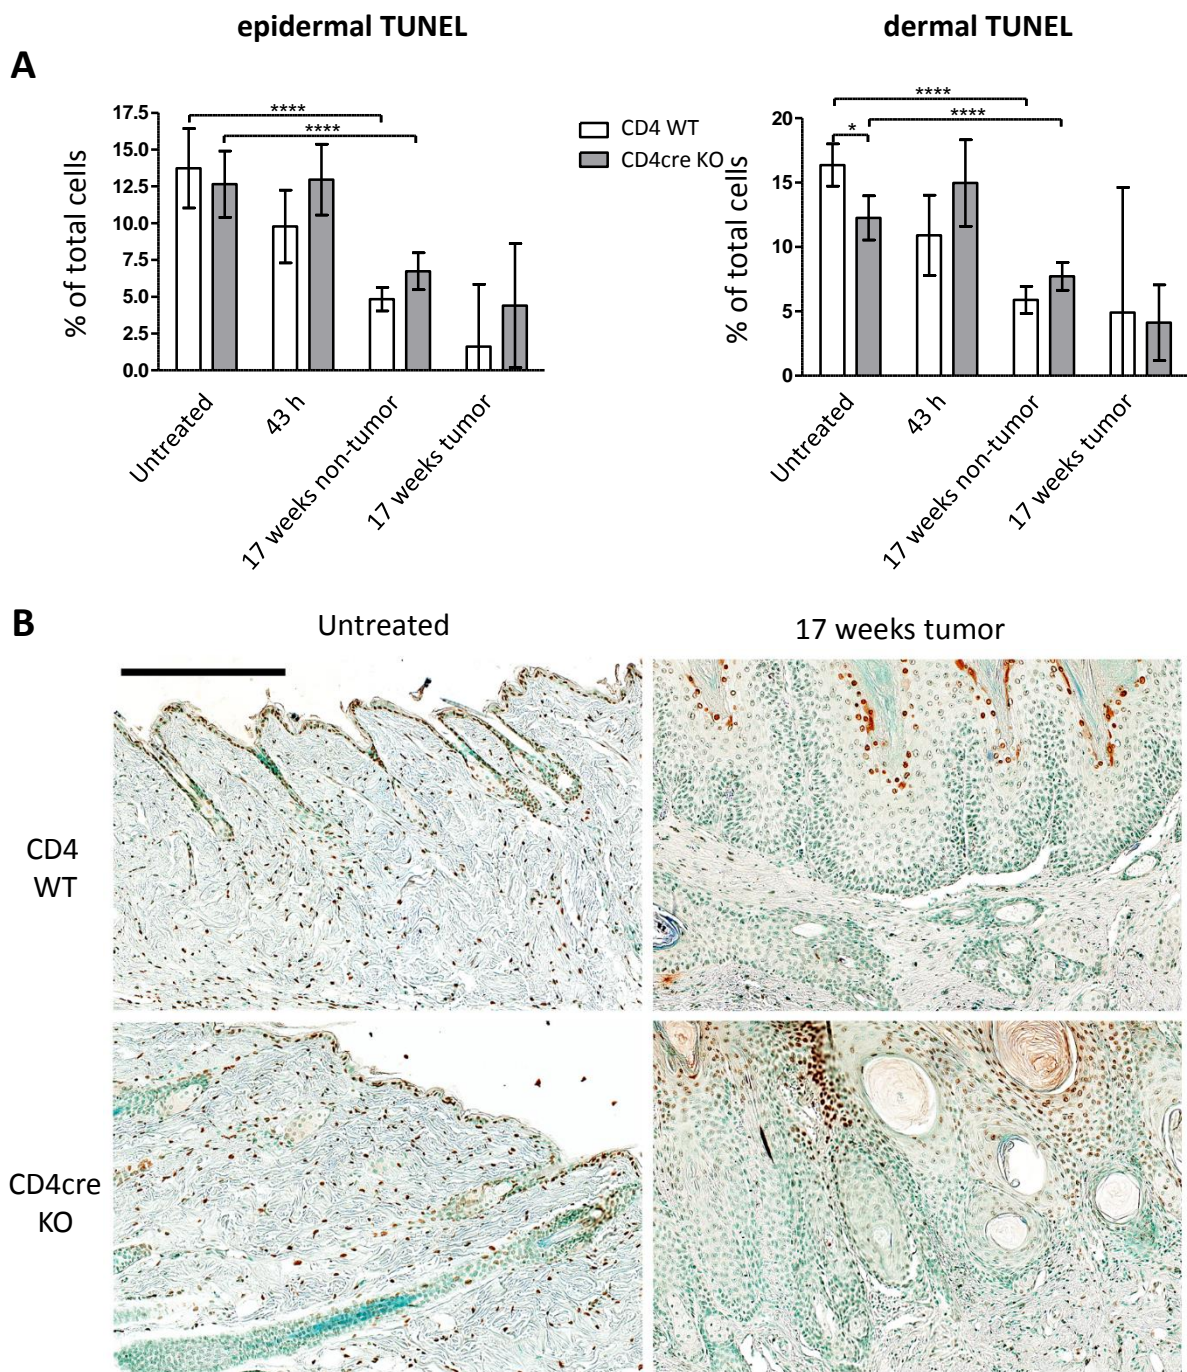 epidermal TUNEL
dermal TUNEL
A
% of total cells
17.5
15.0
12.5
10.0
7.5
5.0
2.5
0.0
****
****
Untreated
43 h
17 weeks non-tumor
17 weeks tumor
CD4 WT
CD4cre KO
% of total cells
20
15
10
5
0
****
****
*
Untreated
43 h
17 weeks non-tumor
17 weeks tumor
B
Untreated
17 weeks tumor
CD4
WT
CD4cre
KO